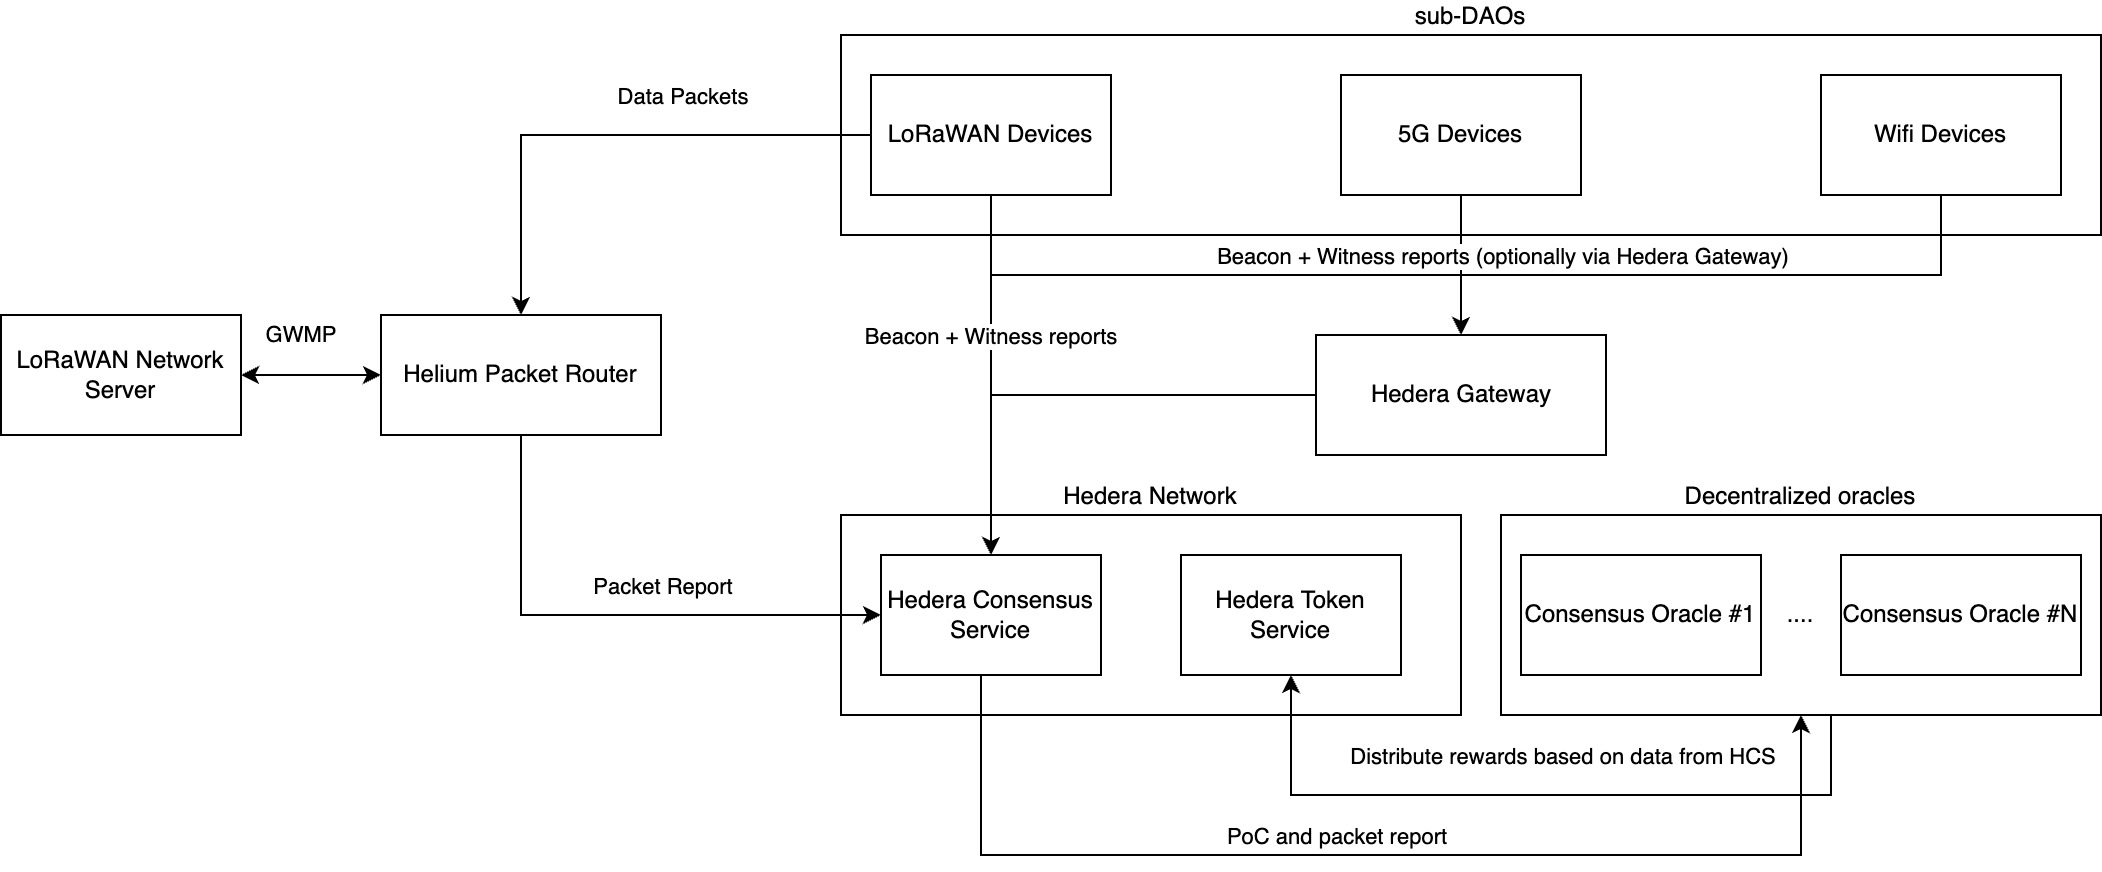 sub-DAOs
Data Packets
LoRaWAN Devices
5G Devices
Wifi Devices
Beacon + Witness reports (optionally via Hedera Gateway)
GWMP
Beacon + Witness reports
LoRaWAN Network
Server
Helium Packet Router
Hedera Gateway
Hedera Network
Decentralized oracles
Packet Report
Hedera Consensus
Service
Hedera Token
Service
Consensus Oracle #1
....
Consensus Oracle #N
Distribute rewards based on data from HCS
PoC and packet report